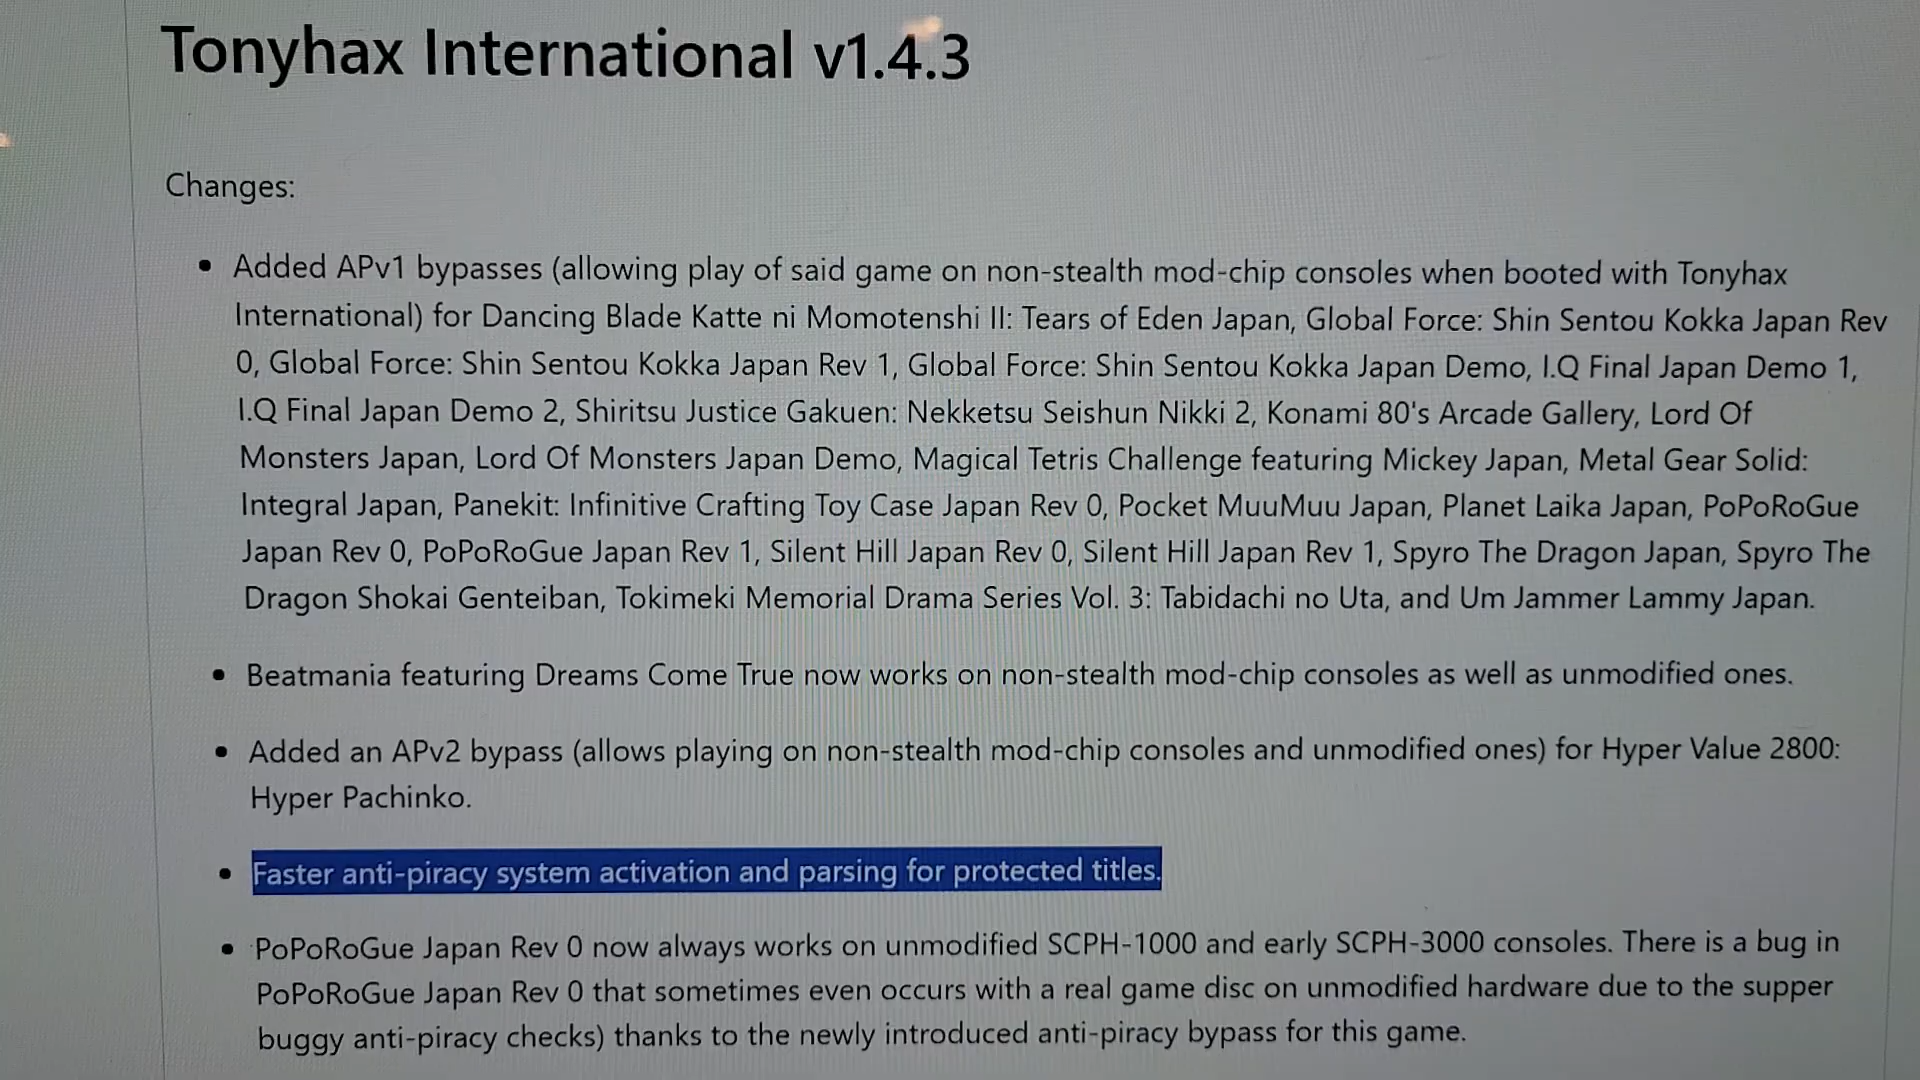 Tonyhax International v1.4.3
Changes:
• Added APv1 bypasses (allowing play of said game on non-stealth mod-chip consoles when booted with Tonyhax
International) for Dancing Blade Katte ni Momotenshi II: Tears of Eden Japan, Global Force: Shin Sentou Kokka Japan Rev
0, Global Force: Shin Sentou Kokka Japan Rev 1, Global Force: Shin Sentou Kokka Japan Demo, I.Q Final Japan Demo 1,
I.Q Final Japan Demo 2, Shiritsu Justice Gakuen: Nekketsu Seishun Nikki 2, Konami 80's Arcade Gallery, Lord Of
Monsters Japan, Lord Of Monsters Japan Demo, Magical Tetris Challenge featuring Mickey Japan, Metal Gear Solid:
Integral Japan, Panekit: Infinitive Crafting Toy Case Japan Rev 0, Pocket MuuMuu Japan, Planet Laika Japan, PoPoRoGue
Japan Rev 0, PoPoRoGue Japan Rev 1, Silent Hill Japan Rev 0, Silent Hill Japan Rev 1, Spyro The Dragon Japan, Spyro The
Dragon Shokai Genteiban, Tokimeki Memorial Drama Series Vol. 3: Tabidachi no Uta, and Um Jammer Lammy Japan.
• Beatmania featuring Dreams Come True now works on non-stealth mod-chip consoles as well as unmodified ones.
• Added an APv2 bypass (allows playing on non-stealth mod-chip consoles and unmodified ones) for Hyper Value 2800:
Hyper Pachinko.
• Faster anti-piracy system activation and parsing for protected titles.
• PoPoRoGue Japan Rev 0 now always works on unmodified SCPH-1000 and early SCPH-3000 consoles. There is a bug in
PoPoRoGue Japan Rev 0 that sometimes even occurs with a real game disc on unmodified hardware due to the supper
buggy anti-piracy checks) thanks to the newly introduced anti-piracy bypass for this game.